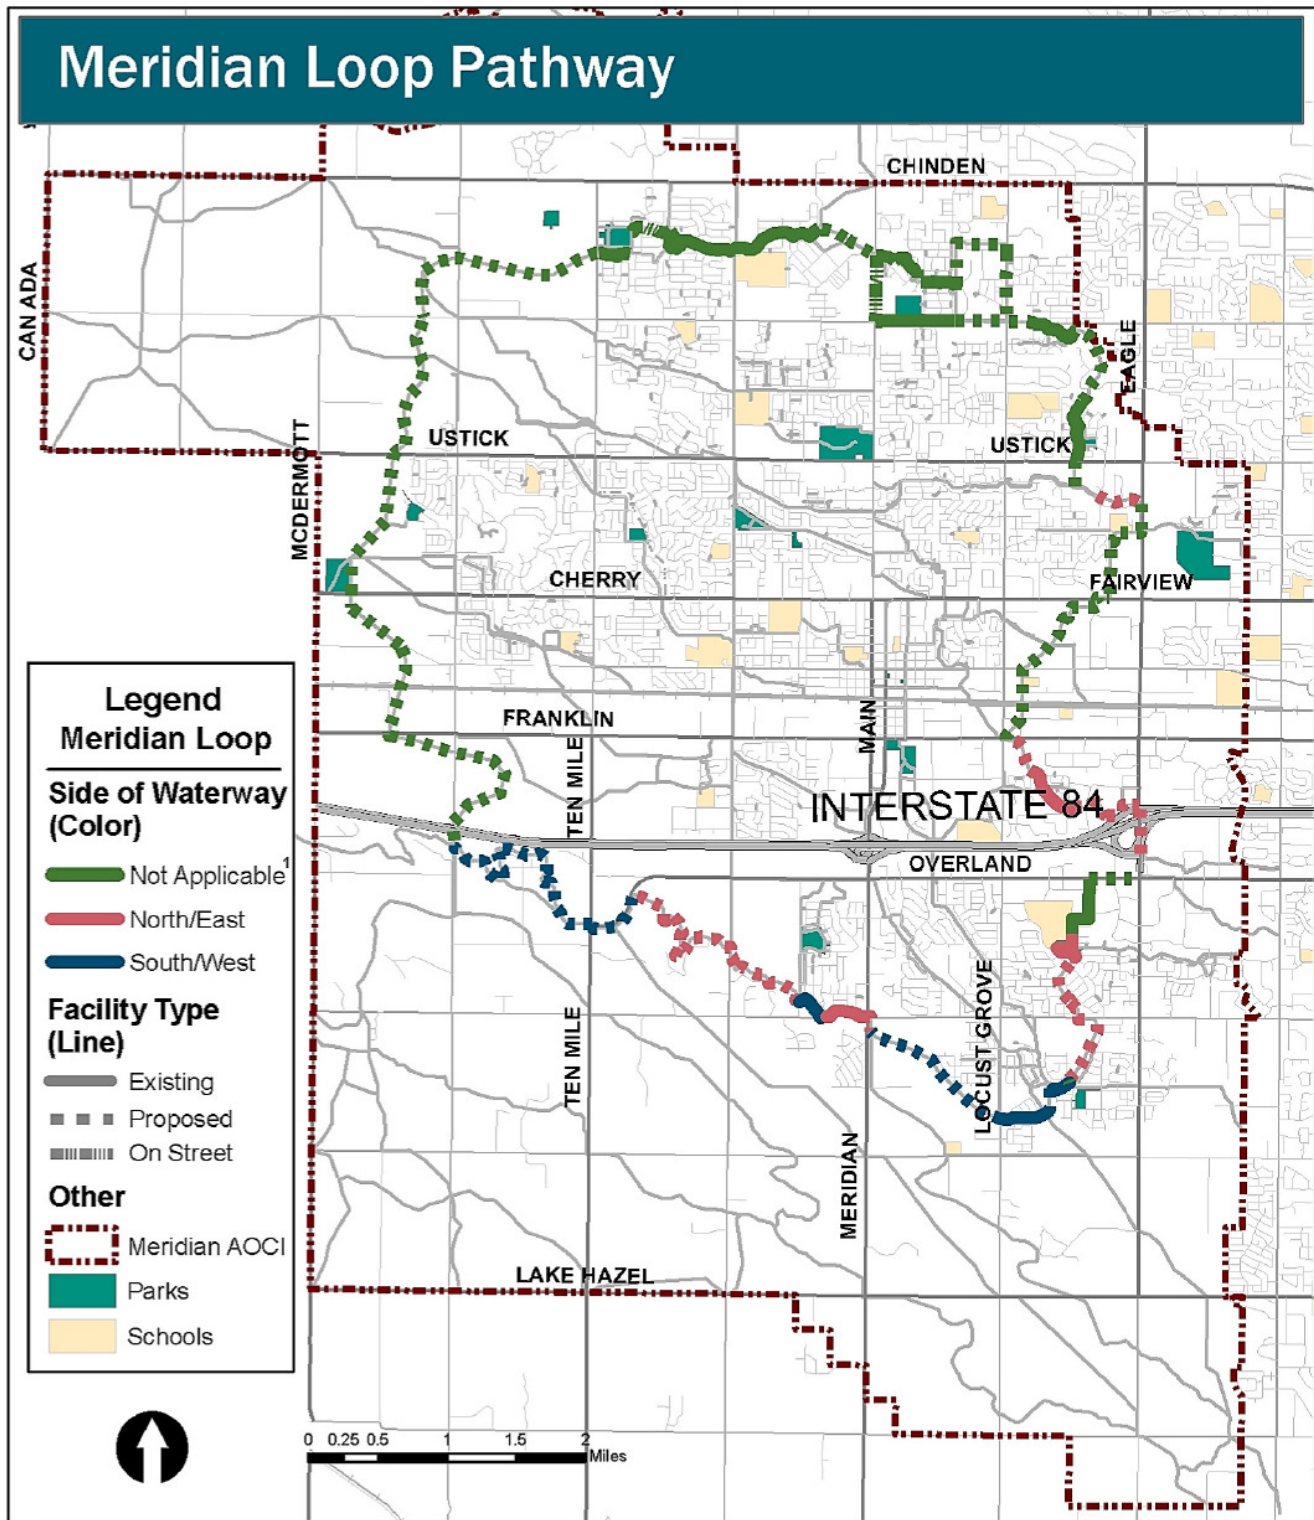 Meridian Loop Pathway
CHINDEN
CAN ADA
EAGLE
USTICK
USTICK
MCDERMOTT
CHERRY
FAIRVIEW
FRANKLIN
MAIN
TEN MILE
INTERSTATE 84
OVERLAND
LOCUST GROVE
TEN MILE
MERIDIAN
LAKE HAZEL
Legend
Meridian Loop
Side of Waterway
(Color)
Not Applicable¹
North/East
South/West
Facility Type
(Line)
Existing
Proposed
On Street
Other
Meridian AOCI
Parks
Schools
0 0.25 0.5 1 1.5 2
Miles